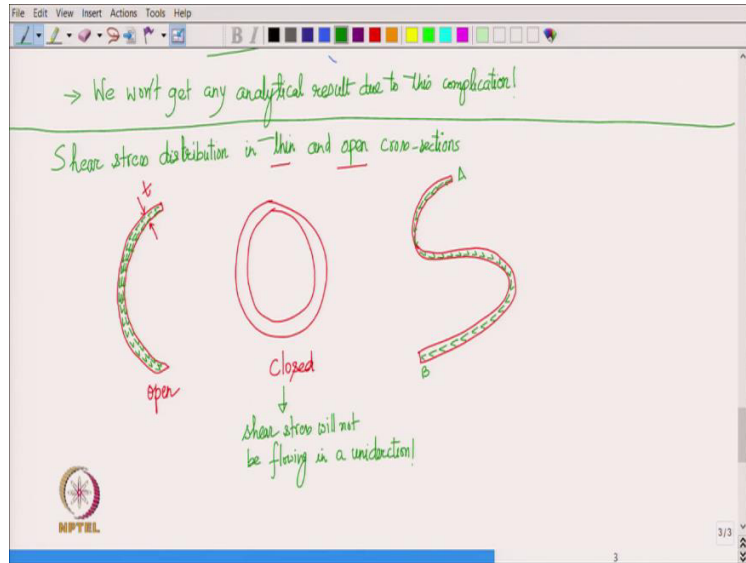 File Edit View Insert Actions Tools Help
B I
→ We won't get any analytical result due to this complication!
Shear stress distribution in thin and open cross-sections
t
A
B
open
Closed
shear stress will not
be flowing in a unidirection!
NPTEL
3/3
3